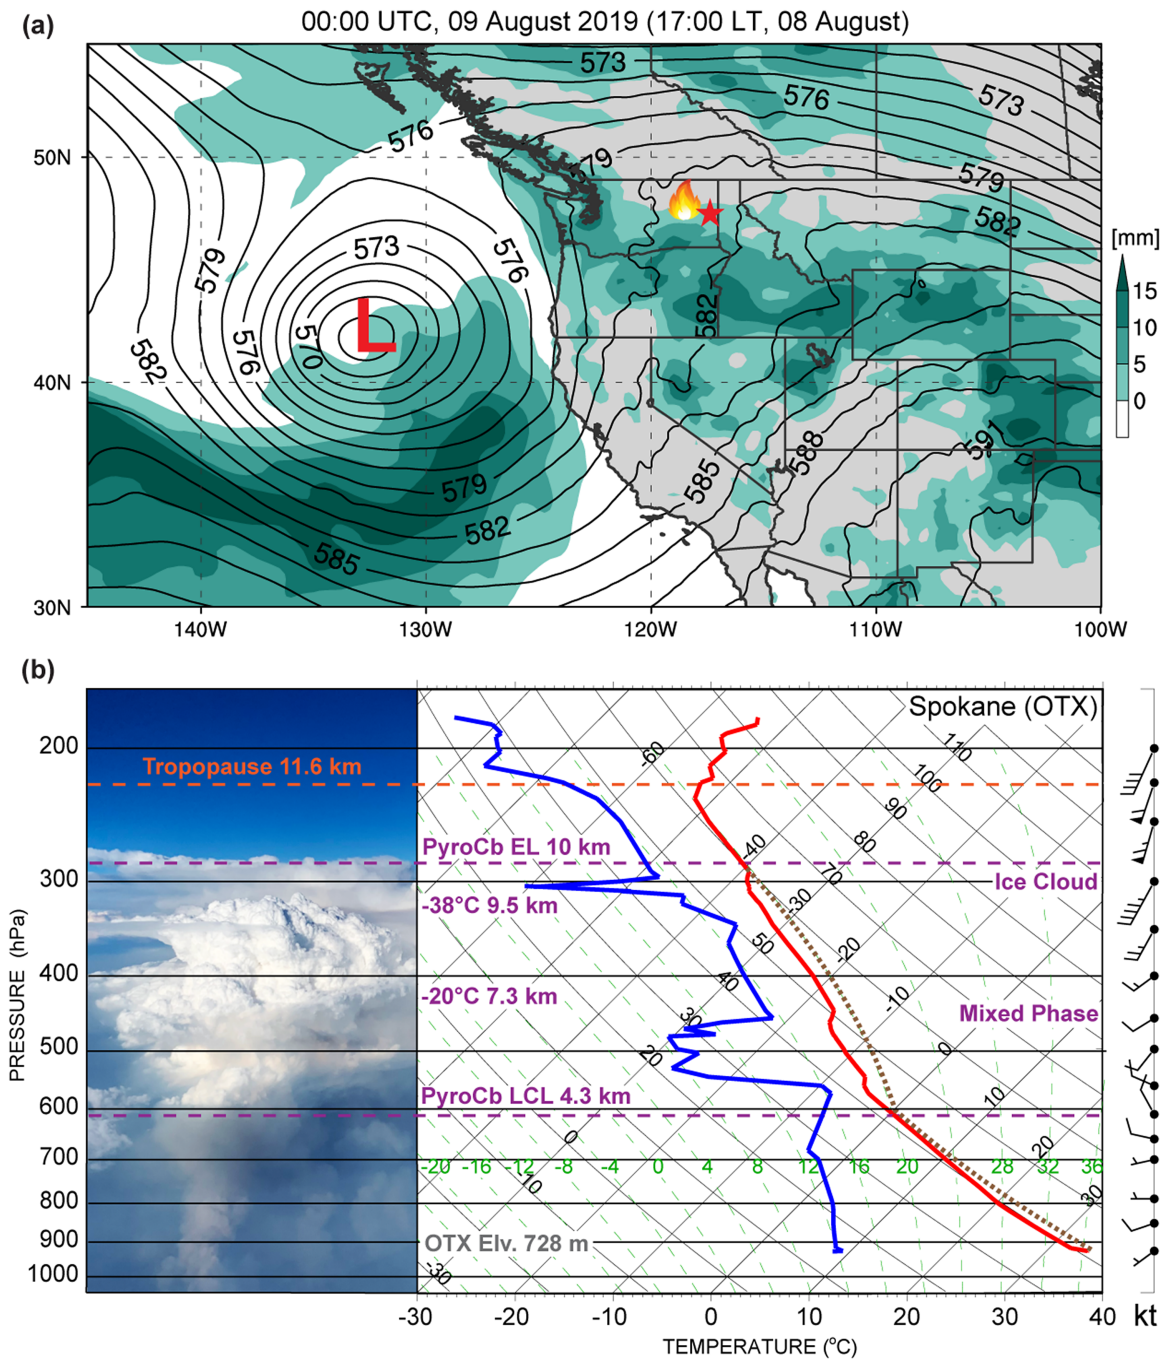 (a)
00:00 UTC, 09 August 2019 (17:00 LT, 08 August)
573
576
573
576
50N
579
579
582
573
576
579
[mm]
15
10
5
0
L
570
576
582
582
40N
591
588
585
579
582
585
30N
140W
130W
120W
110W
100W
(b)
Spokane (OTX)
200
Tropopause 11.6 km
-60
110
100
90
PyroCb EL 10 km
-40
80
70
300
Ice Cloud
-38°C 9.5 km
-30
50
-20
400
40
-20°C 7.3 km
-10
Mixed Phase
30
500
20
0
PyroCb LCL 4.3 km
10
600
0
20
700
-20 -16 -12 -8 -4 0 4 8 12 16 20 28 32 36
-10
30
800
900
OTX Elv. 728 m
-30
1000
PRESSURE (hPa)
-30 -20 -10 0 10 20 30 40
kt
TEMPERATURE (°C)